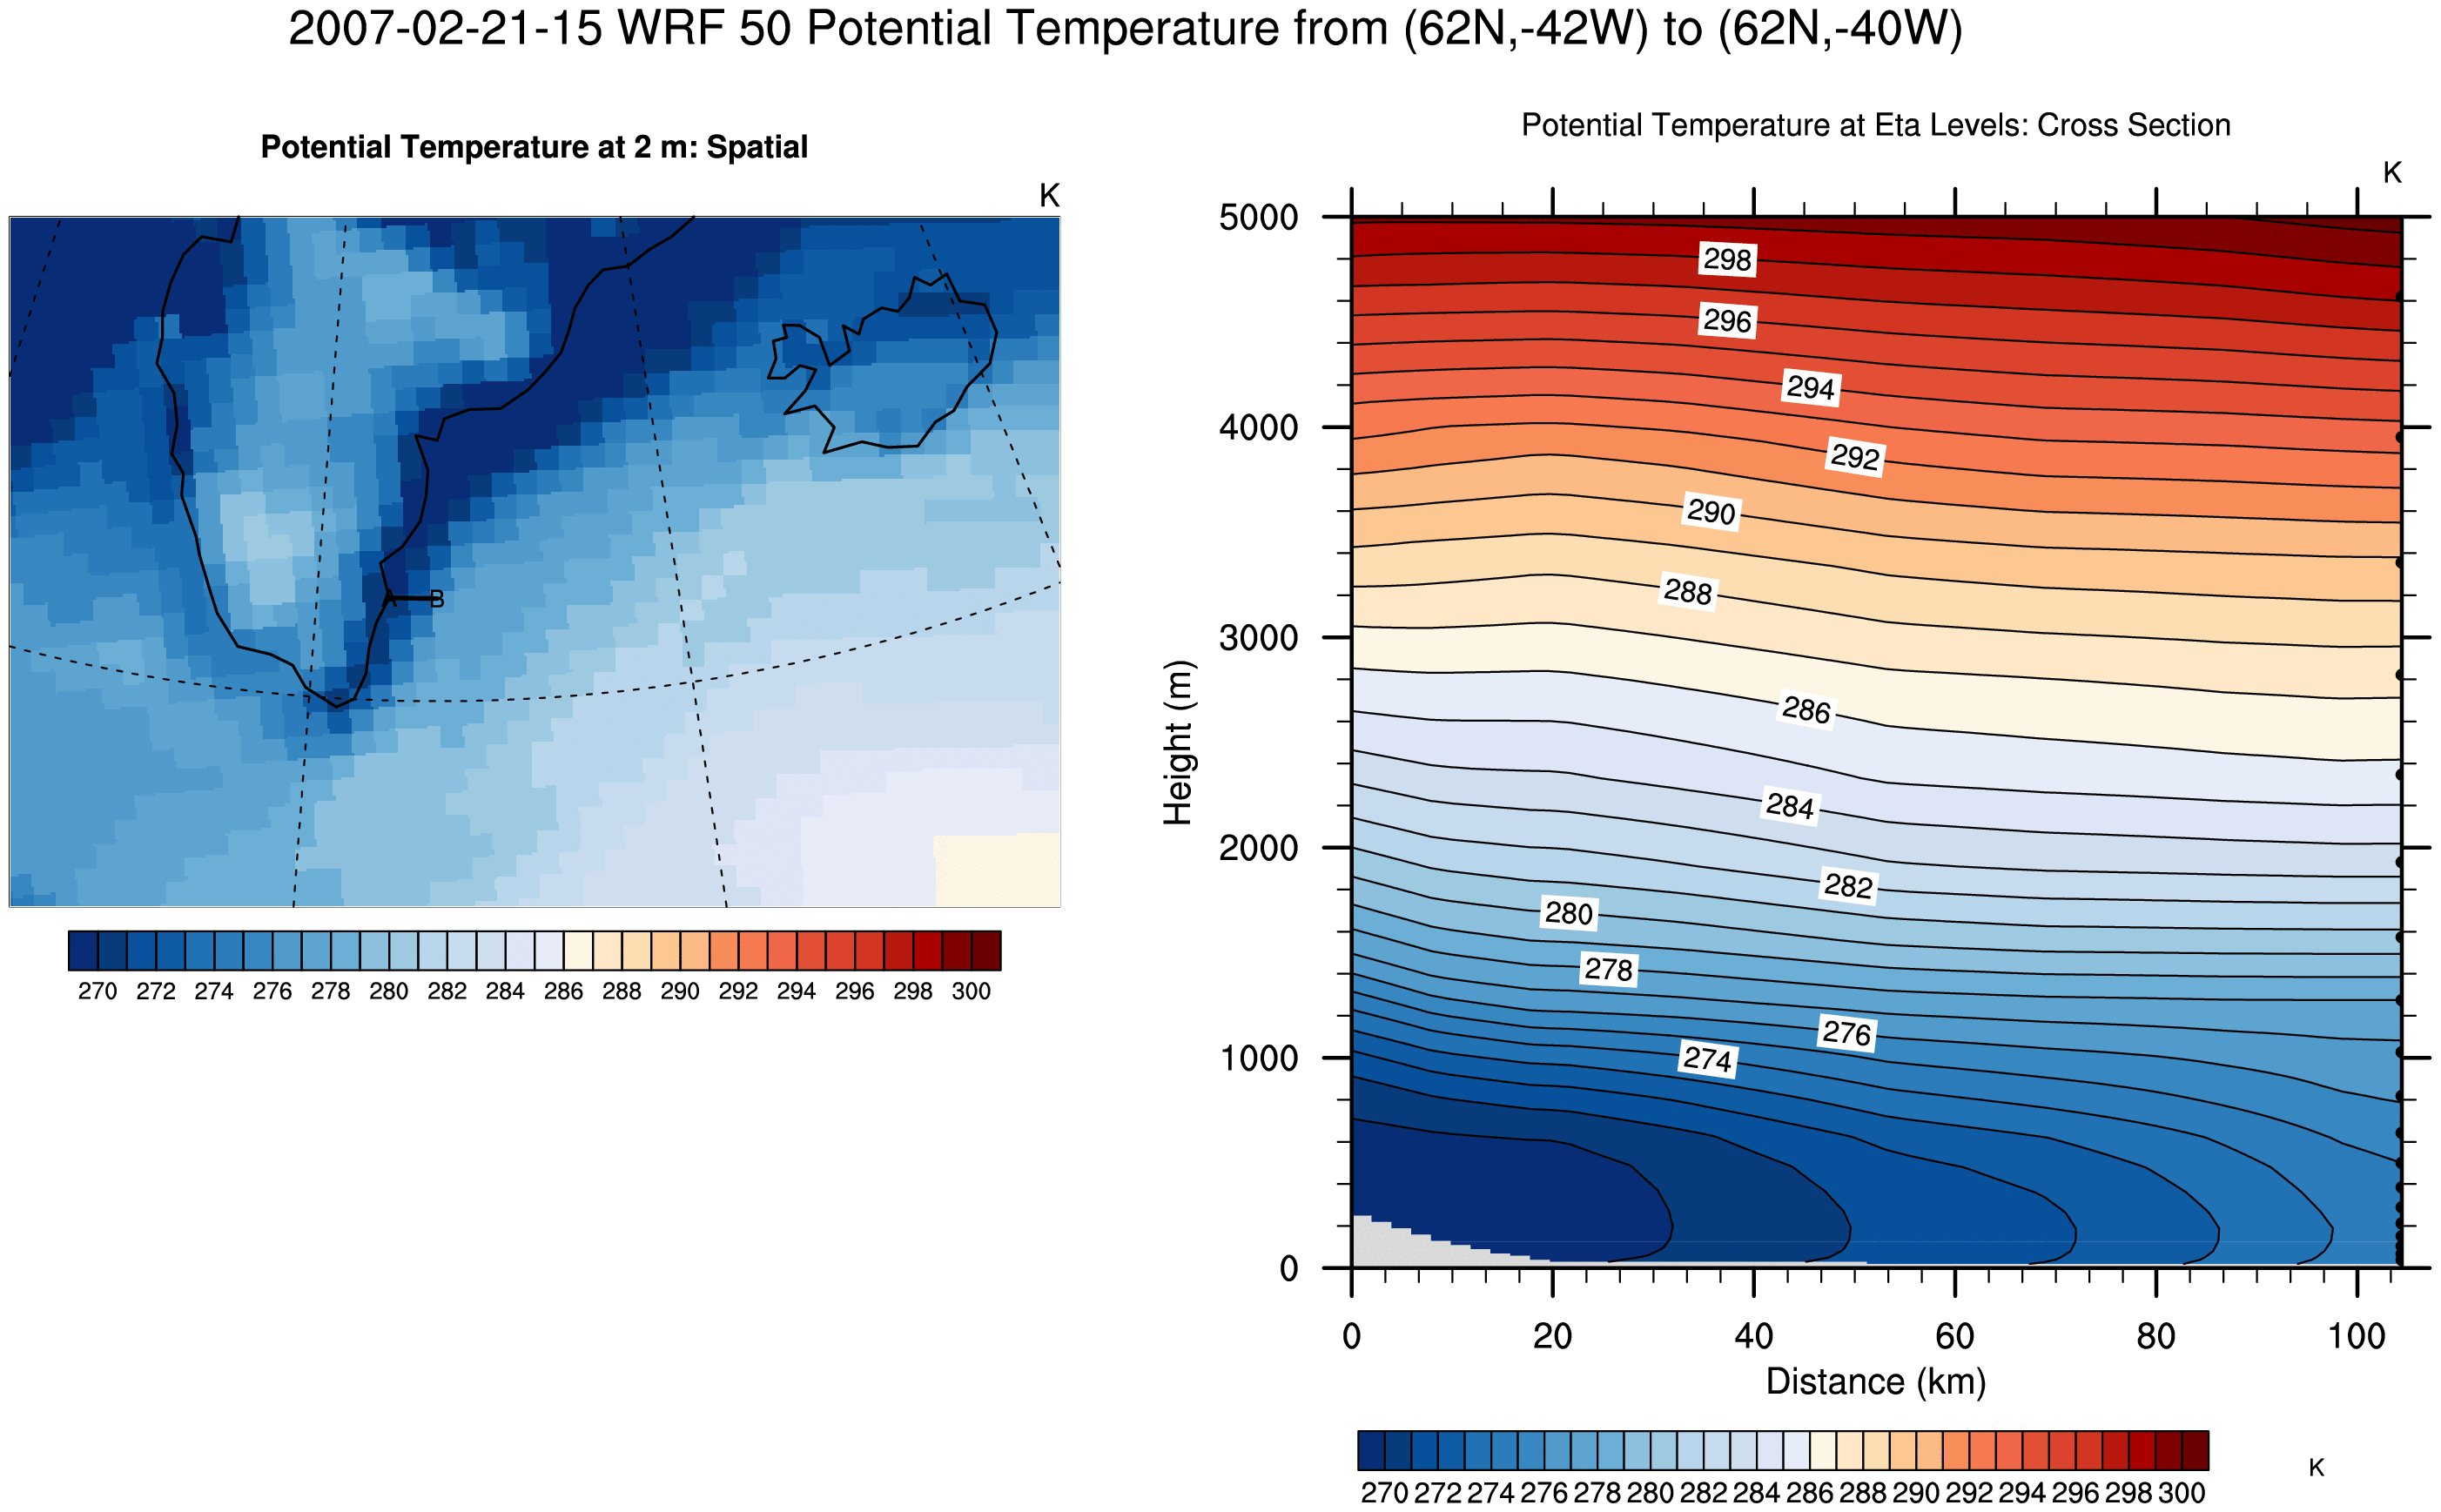 2007-02-21-15 WRF 50 Potential Temperature from (62N,-42W) to (62N,-40W)
Potential Temperature at 2 m: Spatial
K
A
B
270 272 274 276 278 280 282 284 286 288 290 292 294 296 298 300
Potential Temperature at Eta Levels: Cross Section
K
5000
4000
3000
2000
1000
0
Height (m)
298
296
294
292
290
288
286
284
282
280
278
276
274
0 20 40 60 80 100
Distance (km)
270 272 274 276 278 280 282 284 286 288 290 292 294 296 298 300
K